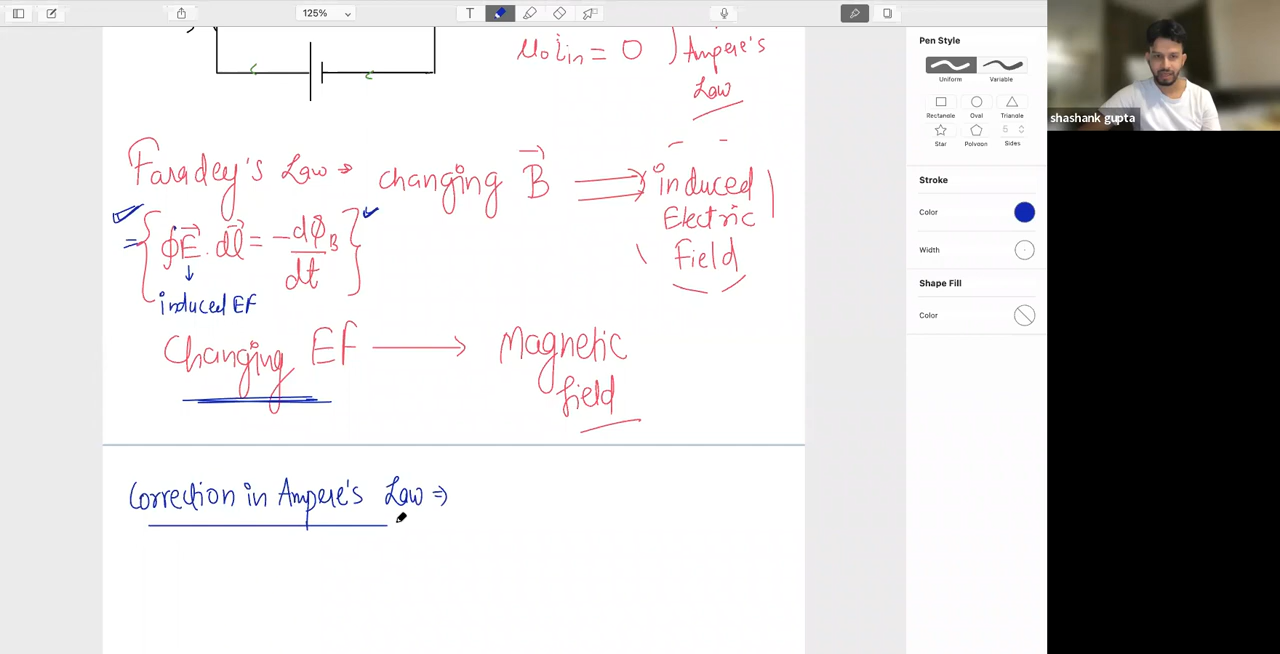 125%
T
μ₀ i_in = 0 ) Ampere's
Law
Faradey's Law ⇒ changing B⃗ ⟹ induced
Electric
Field
= { ∮E⃗. dl⃗ = -dϕ_B/dt }
induced EF
Changing EF ⟶ Magnetic
field
Correction in Ampere's Law ⇒
Pen Style
Uniform Variable
Rectangle Oval Triangle
Star Polygon 5 Sides
Stroke
Color
Width
Shape Fill
Color
shashank gupta